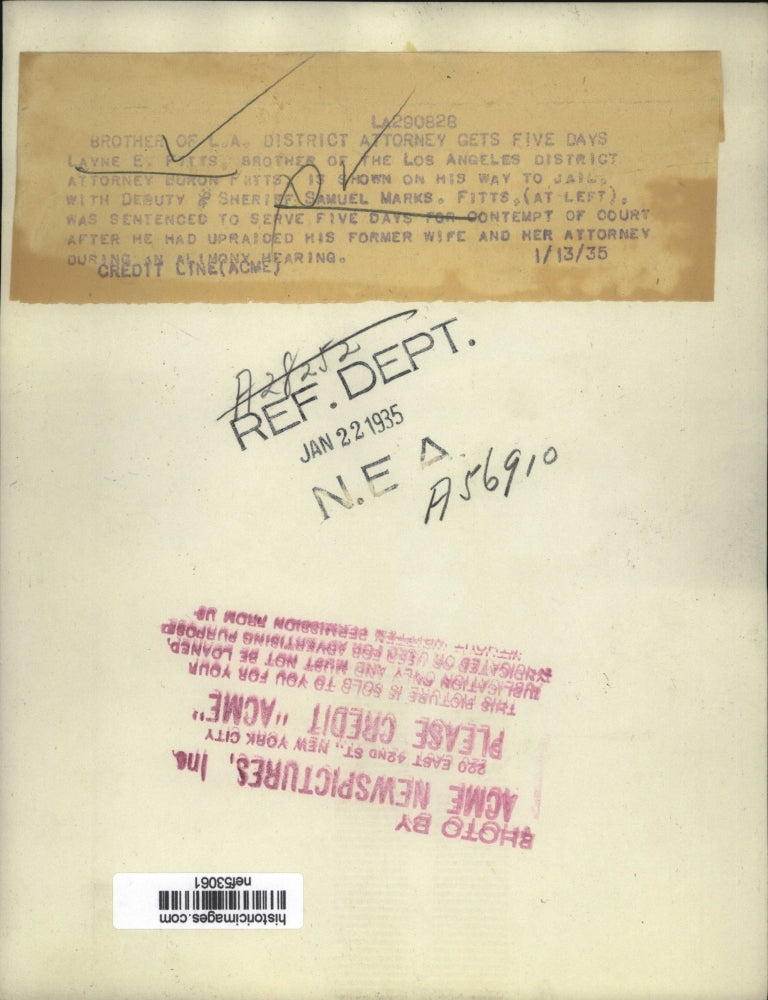 LA290828
BROTHER OF L.A. DISTRICT ATTORNEY GETS FIVE DAYS
LAYNE E. FITTS, BROTHER OF THE LOS ANGELES DISTRICT
ATTORNEY BURON FITTS IS SHOWN ON HIS WAY TO JAIL,
WITH DEBUTY SHERIFF SAMUEL MARKS. FITTS,(AT LEFT),
WAS SENTENCED TO SERVE FIVE DAYS FOR CONTEMPT OF COURT
AFTER HE HAD UPRAIDED HIS FORMER WIFE AND HER ATTORNEY
DURING AN ALIMONY HEARING. 1/13/35
CREDIT LINE(ACME)
A28252
REF. DEPT.
JAN 22 1935
N.E.A.
A56910
PHOTO BY
ACME NEWSPICTURES, Inc.
220 EAST 42ND ST., NEW YORK CITY
PLEASE CREDIT "ACME"
THIS PICTURE IS SOLD TO YOU FOR YOUR
PUBLICATION ONLY AND MUST NOT BE LOANED,
SYNDICATED OR USED FOR ADVERTISING PURPOSE
WITHOUT WRITTEN PERMISSION FROM US
historicimages.com
nef53061